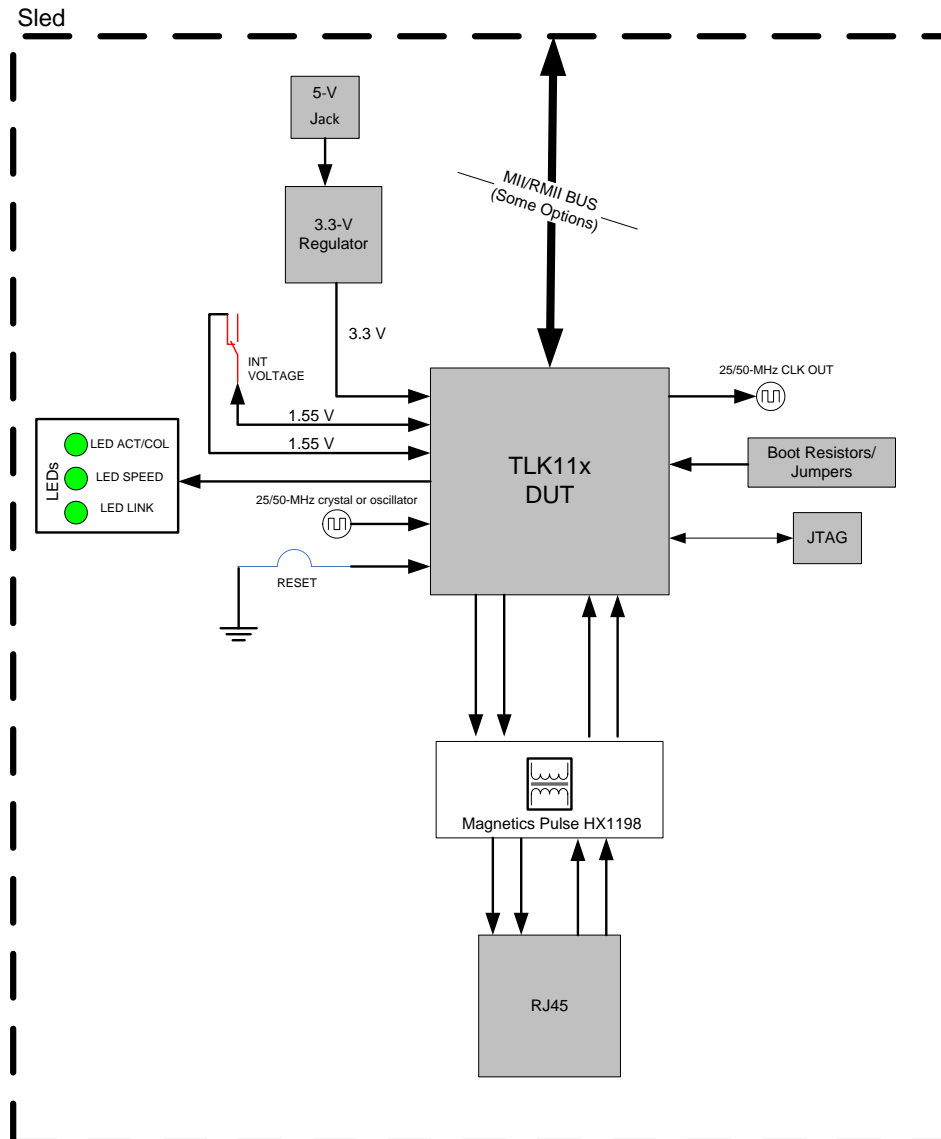 Sled
5-V
Jack
MII/RMII BUS
(Some Options)
3.3-V
Regulator
3.3 V
INT
VOLTAGE
25/50-MHz CLK OUT
1.55 V
1.55 V
LEDs
LED ACT/COL
LED SPEED
LED LINK
TLK11x
DUT
Boot Resistors/
Jumpers
25/50-MHz crystal or oscillator
JTAG
RESET
Magnetics Pulse HX1198
RJ45